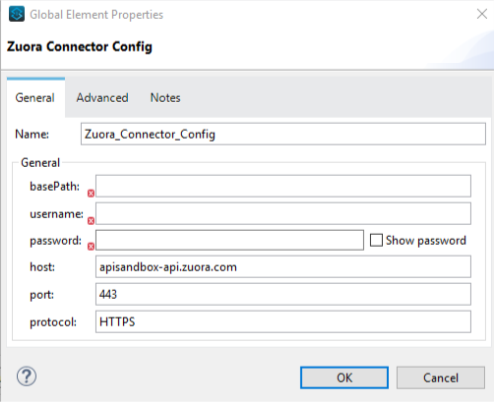 Global Element Properties
Zuora Connector Config
General Advanced Notes
Name: Zuora_Connector_Config
General
basePath:
username:
password: Show password
host: apisandbox-api.zuora.com
port: 443
protocol: HTTPS
? OK Cancel